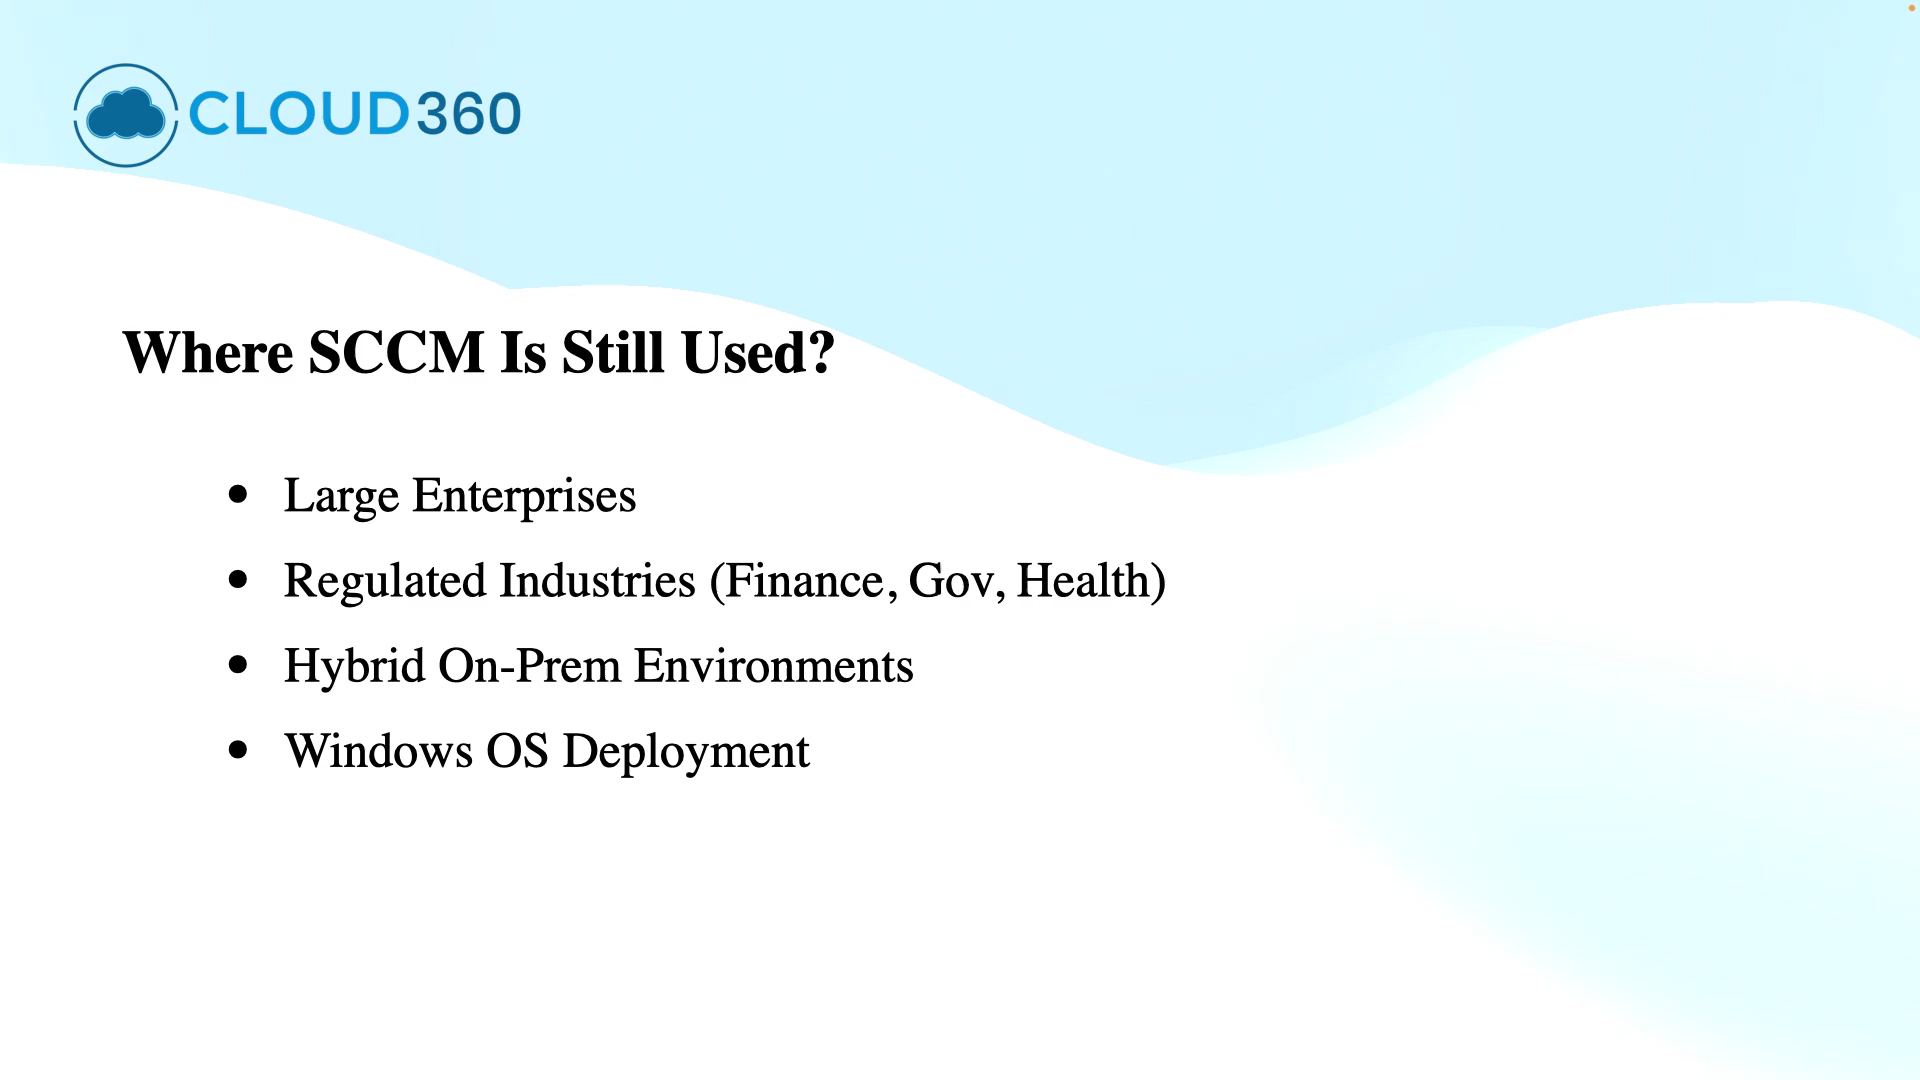 CLOUD360
Where SCCM Is Still Used?
• Large Enterprises
• Regulated Industries (Finance, Gov, Health)
• Hybrid On-Prem Environments
• Windows OS Deployment